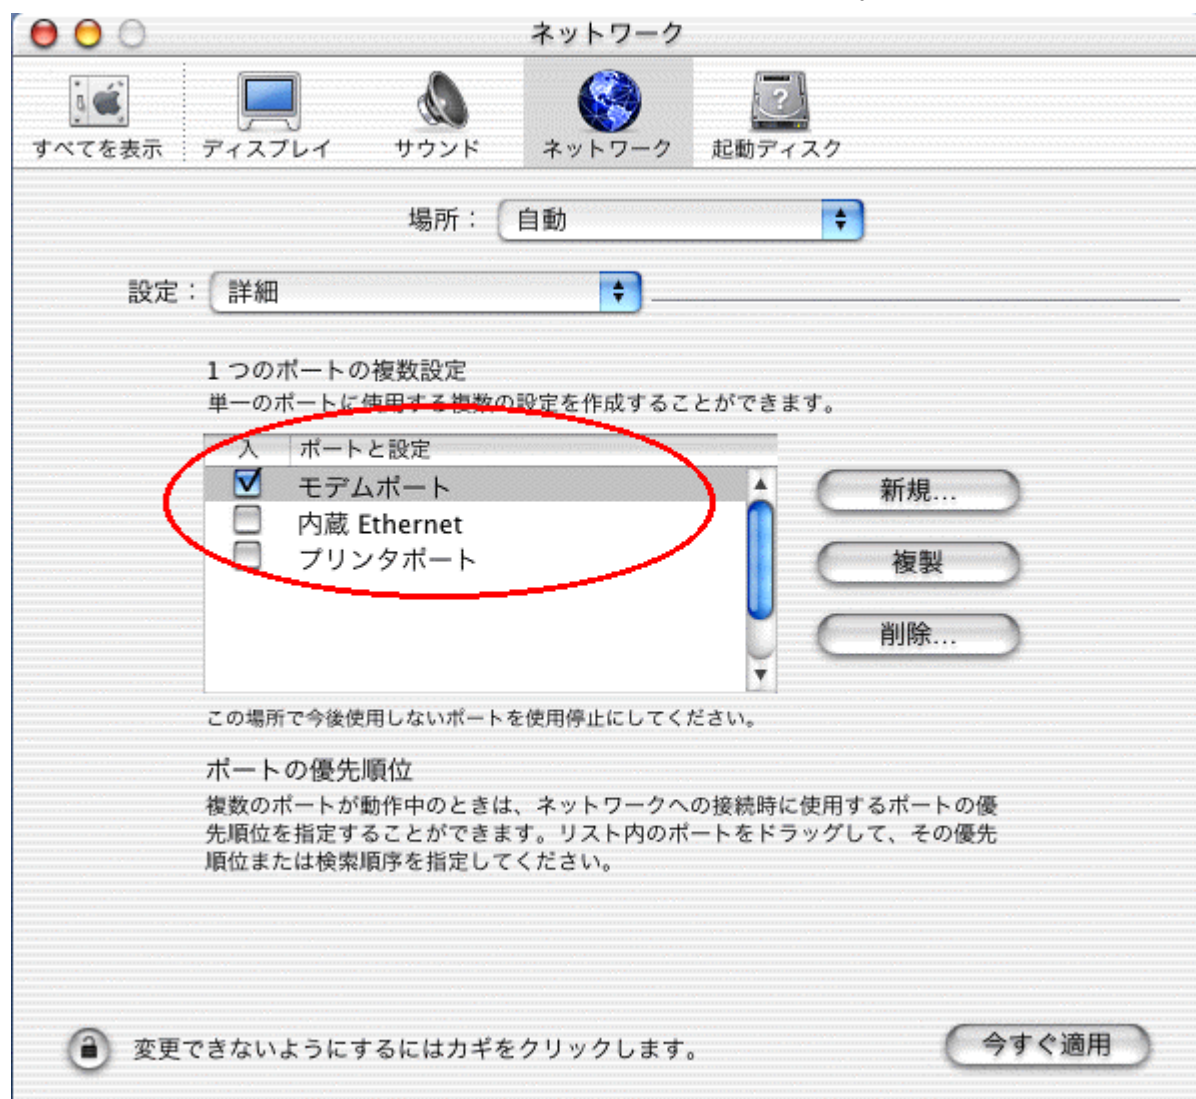 ネットワーク
すべてを表示 ディスプレイ サウンド ネットワーク 起動ディスク
場所： 自動
設定： 詳細
1 つのポートの複数設定
単一のポートに使用する複数の設定を作成することができます。
入 ポートと設定
モデムポート
新規...
内蔵 Ethernet
プリンタポート
複製
削除...
この場所で今後使用しないポートを使用停止にしてください。
ポートの優先順位
複数のポートが動作中のときは、ネットワークへの接続時に使用するポートの優
先順位を指定することができます。リスト内のポートをドラッグして、その優先
順位または検索順序を指定してください。
変更できないようにするにはカギをクリックします。
今すぐ適用